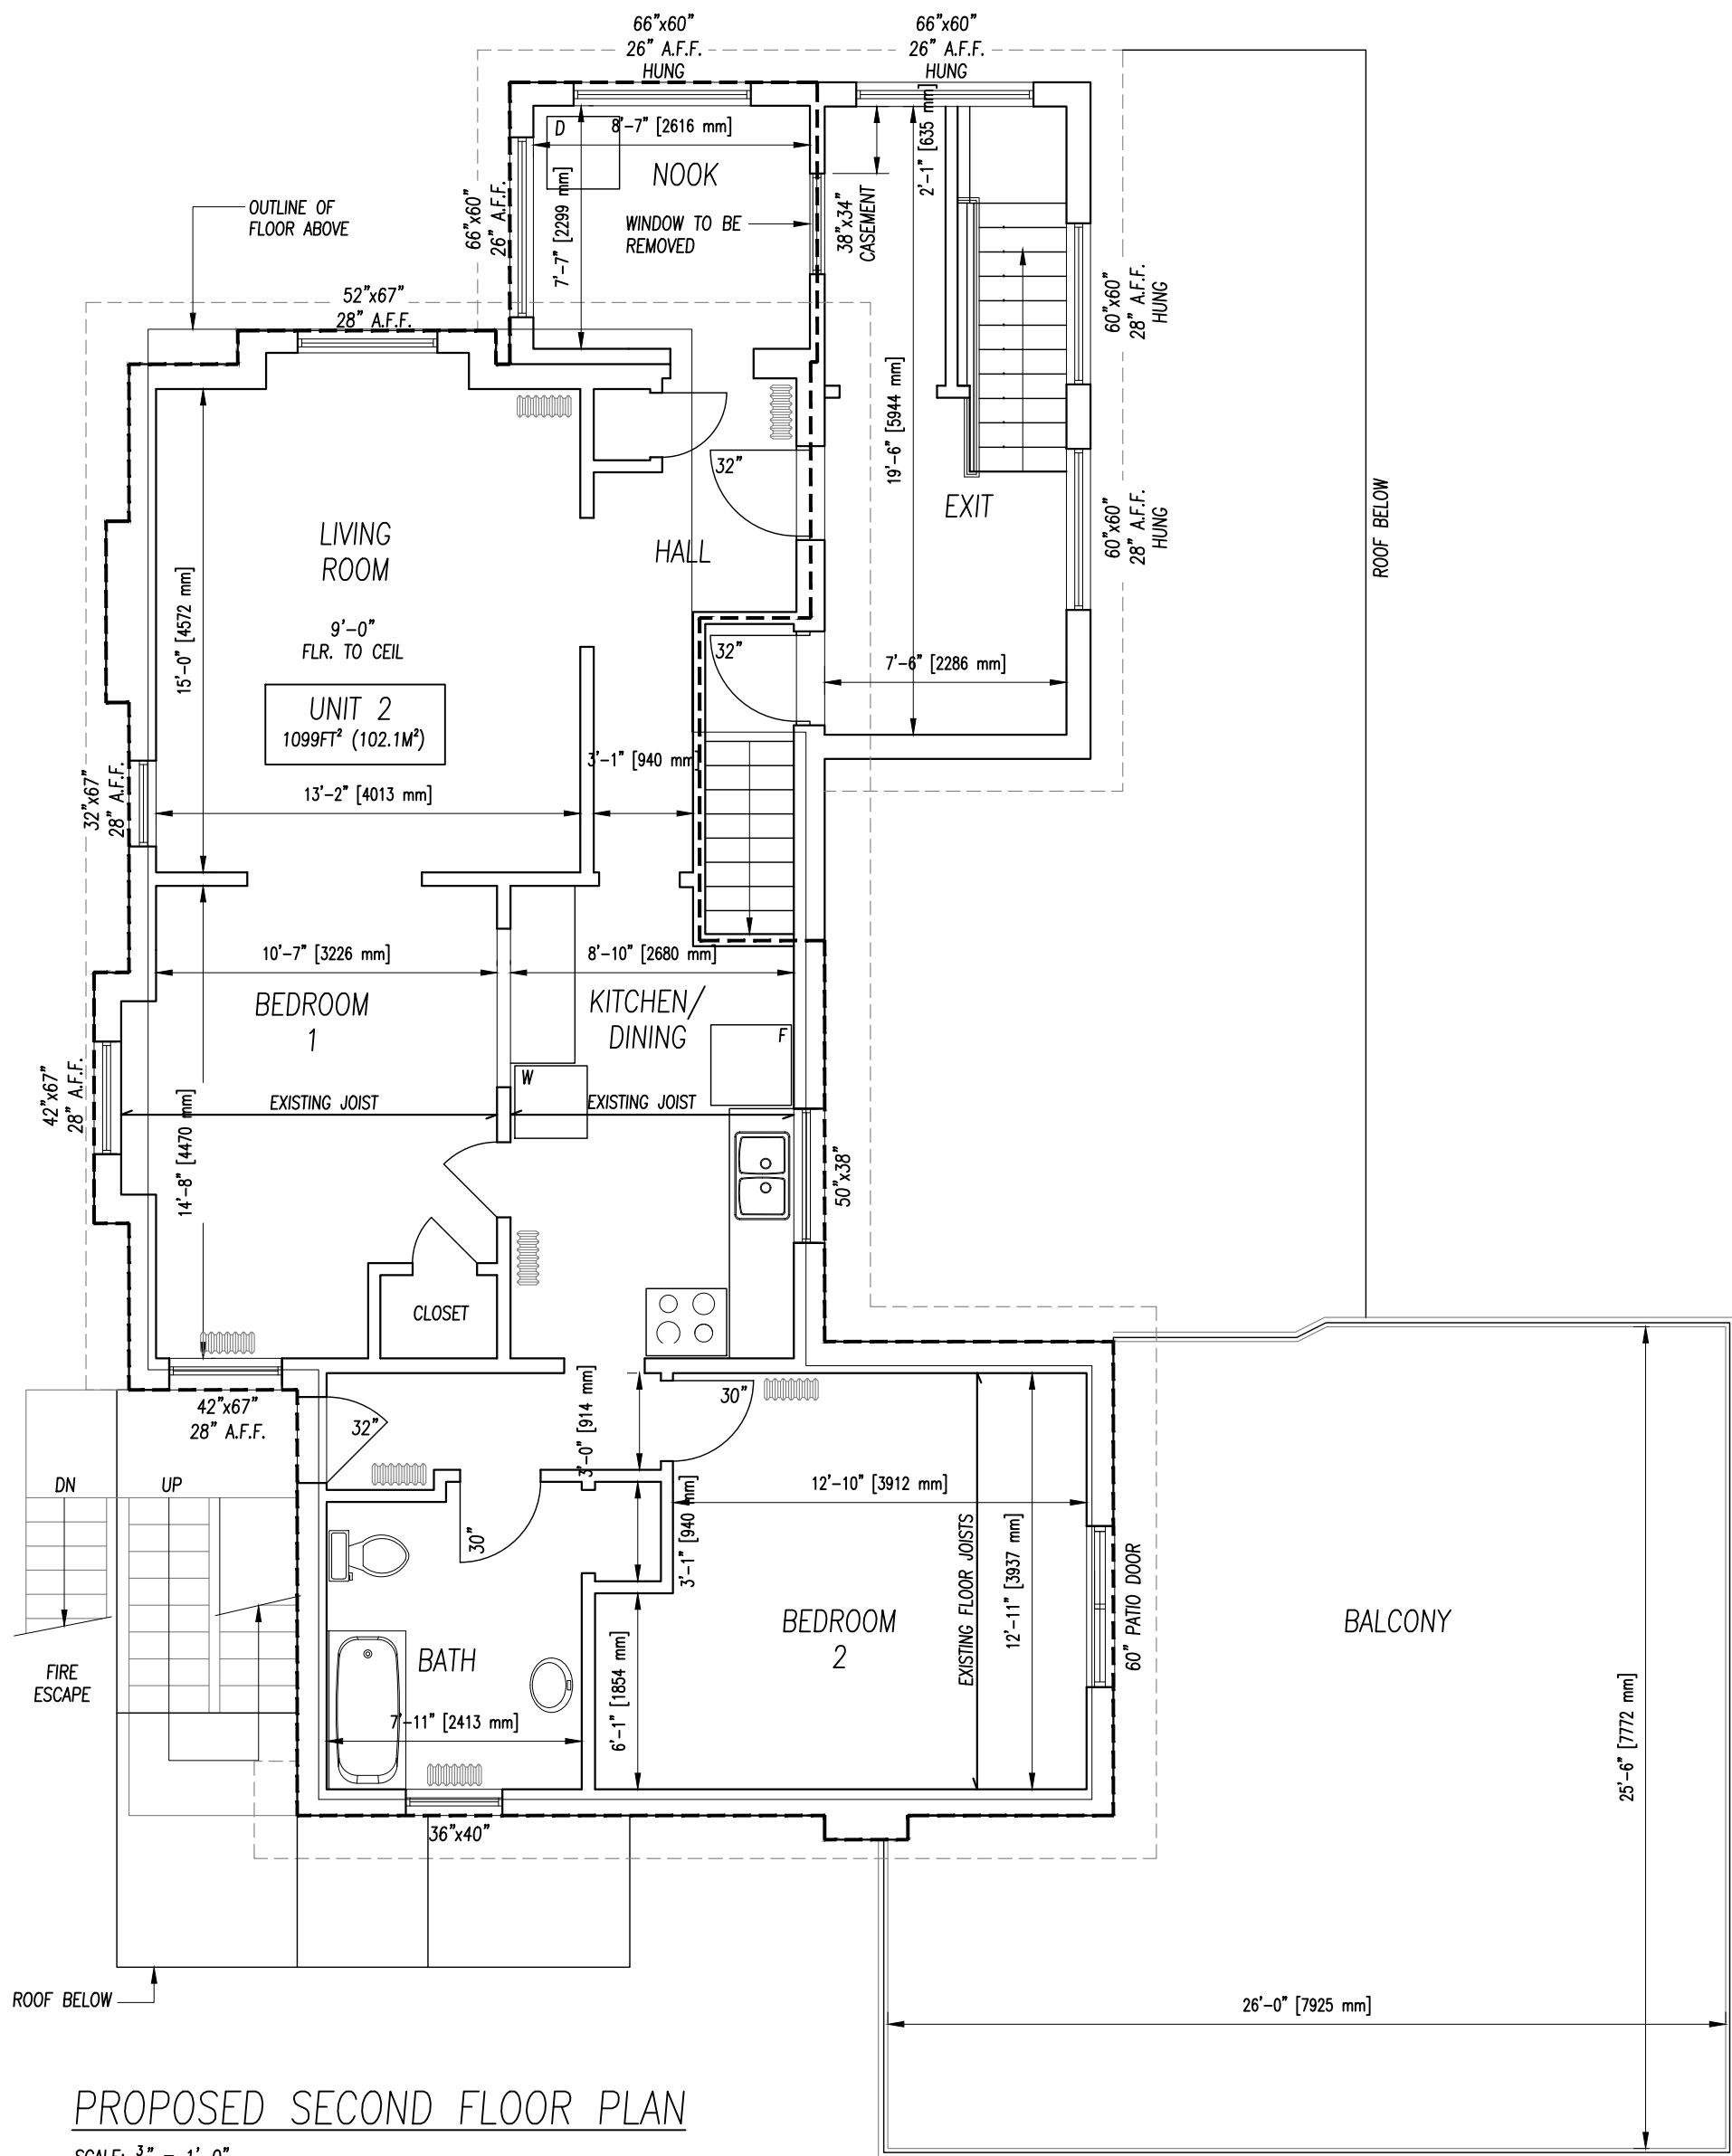 66"x60"
26" A.F.F.
HUNG
66"x60"
26" A.F.F.
HUNG
D
8'-7" [2616 mm]
NOOK
7'-7" [2299 mm]
WINDOW TO BE
REMOVED
66"x60"
26" A.F.F.
38"x34"
CASEMENT
2'-1" [635 mm]
OUTLINE OF
FLOOR ABOVE
52"x67"
28" A.F.F.
60"x60"
28" A.F.F.
HUNG
19'-6" [5944 mm]
32"
EXIT
60"x60"
28" A.F.F.
HUNG
ROOF BELOW
LIVING
ROOM
HALL
9'-0"
FLR. TO CEIL
15'-0" [4572 mm]
32"
7'-6" [2286 mm]
UNIT 2
1099FT² (102.1M²)
3'-1" [940 mm]
13'-2" [4013 mm]
32"x67"
28" A.F.F.
10'-7" [3226 mm]
8'-10" [2680 mm]
BEDROOM
1
KITCHEN/
DINING
F
W
42"x67"
28" A.F.F.
EXISTING JOIST
EXISTING JOIST
14'-8" [4470 mm]
50"x38"
CLOSET
42"x67"
28" A.F.F.
32"
3'-0" [914 mm]
30"
DN
UP
12'-10" [3912 mm]
30"
3'-1" [940 mm]
EXISTING FLOOR JOISTS
12'-11" [3937 mm]
60" PATIO DOOR
BEDROOM
2
BALCONY
BATH
FIRE
ESCAPE
7'-11" [2413 mm]
6'-1" [1854 mm]
25'-6" [7772 mm]
36"x40"
ROOF BELOW
26'-0" [7925 mm]
PROPOSED SECOND FLOOR PLAN
SCALE: 3" = 1'-0"